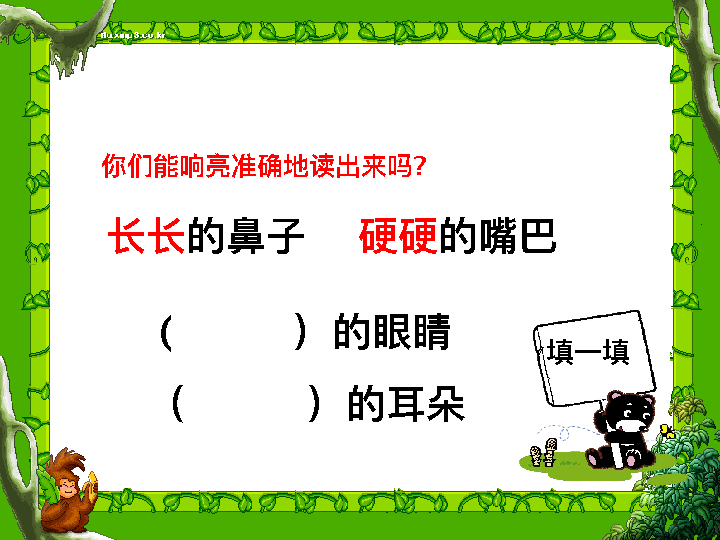 你们能响亮准确地读出来吗?
长长的鼻子 硬硬的嘴巴
（ ）的眼睛
填一填
（ ）的耳朵